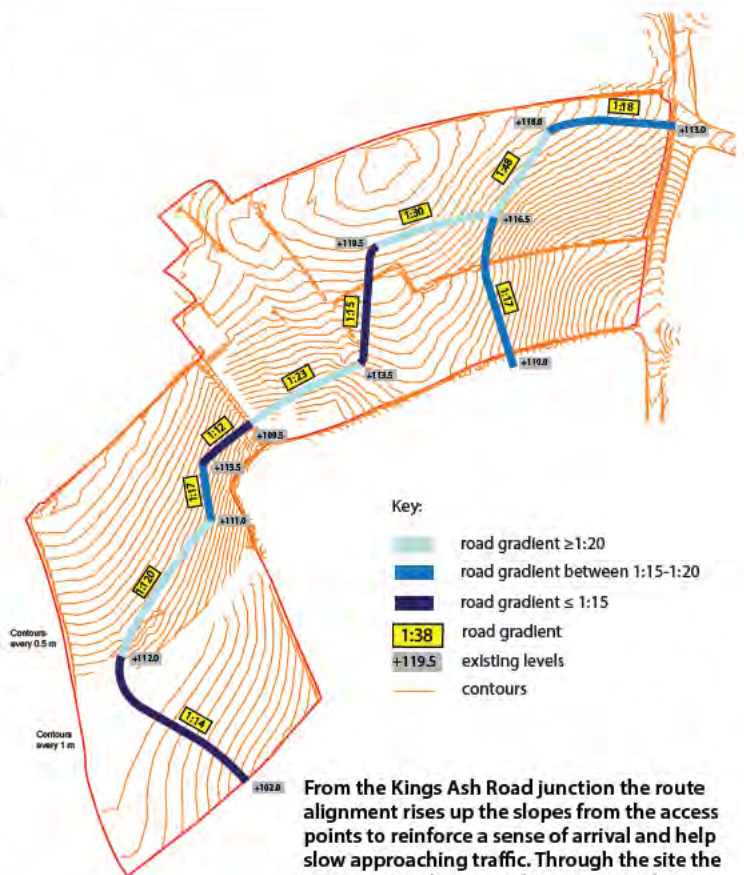 1:18
+118.0
+113.0
1:48
1:30
+116.5
+119.5
1:15
1:17
1:23
+113.5
1:12
+109.5
+113.5
1:17
+111.0
1:120
Contours
every 0.5 m
+112.0
Contours
every 1 m
1:14
+102.0
Key:
road gradient ≥1:20
road gradient between 1:15-1:20
road gradient ≤ 1:15
1:38 road gradient
+119.5 existing levels
contours
From the Kings Ash Road junction the route
alignment rises up the slopes from the access
points to reinforce a sense of arrival and help
slow approaching traffic. Through the site the